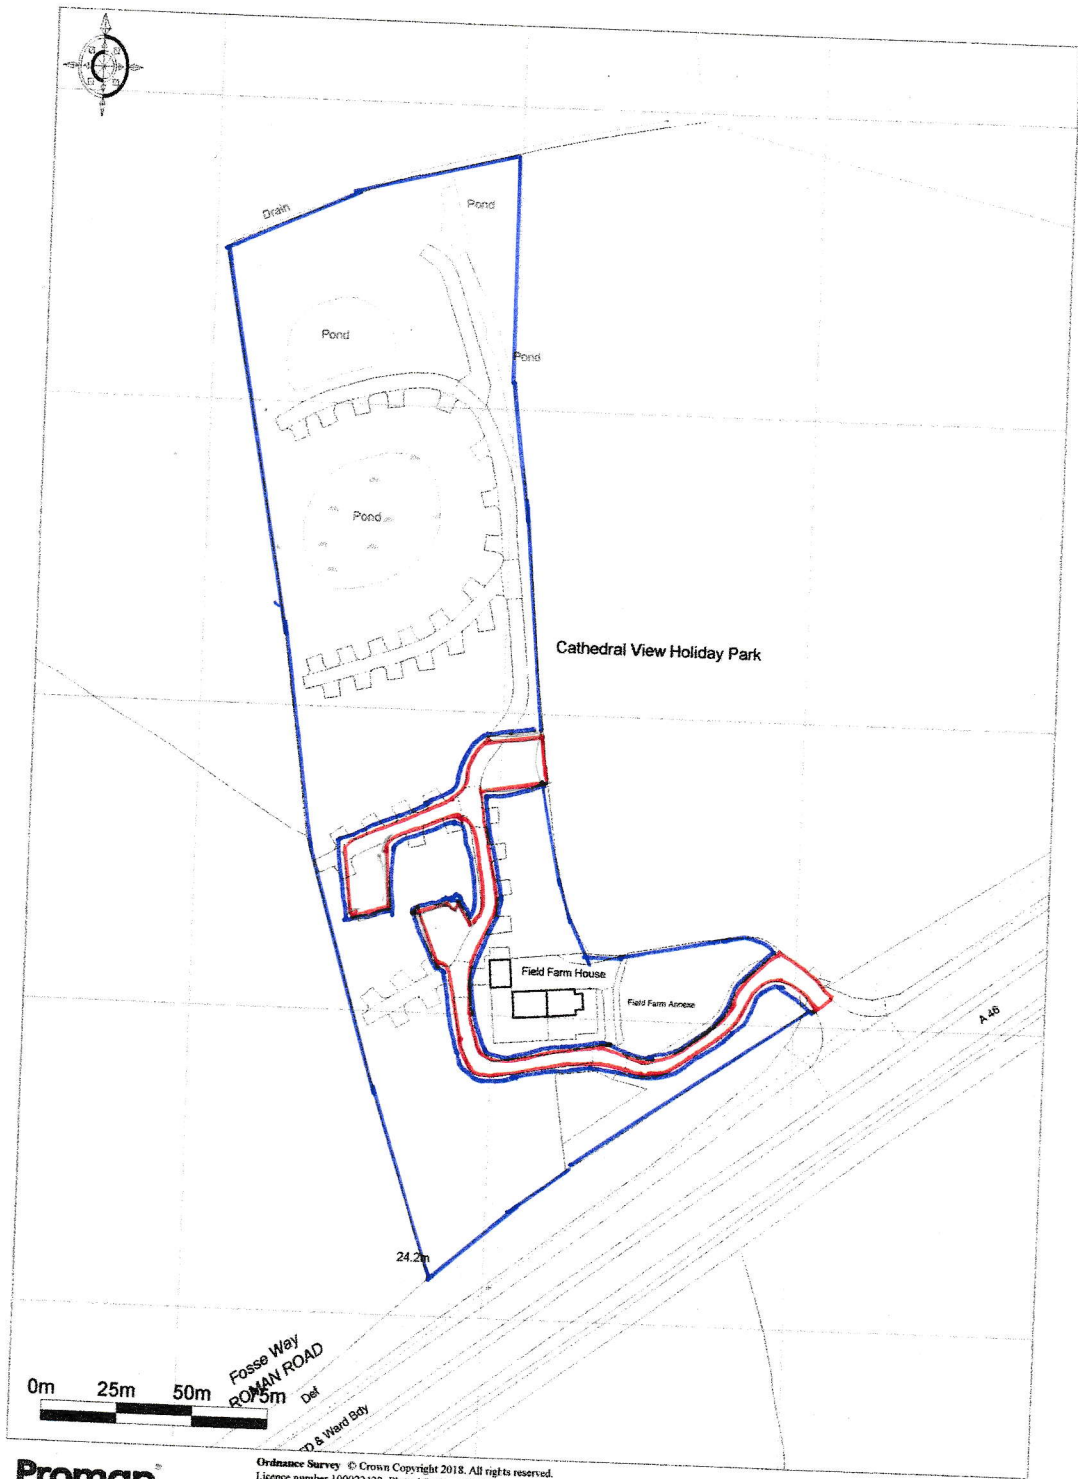 Drain
Pond
Pond
Pond
Pond
Cathedral View Holiday Park
Field Farm House
Field Farm Annexe
A 46
24.2m
Fosse Way
ROMAN ROAD
0m 25m 50m 75m
Def
& Ward Bdy
Promap
Ordnance Survey © Crown Copyright 2018. All rights reserved.
Licence number